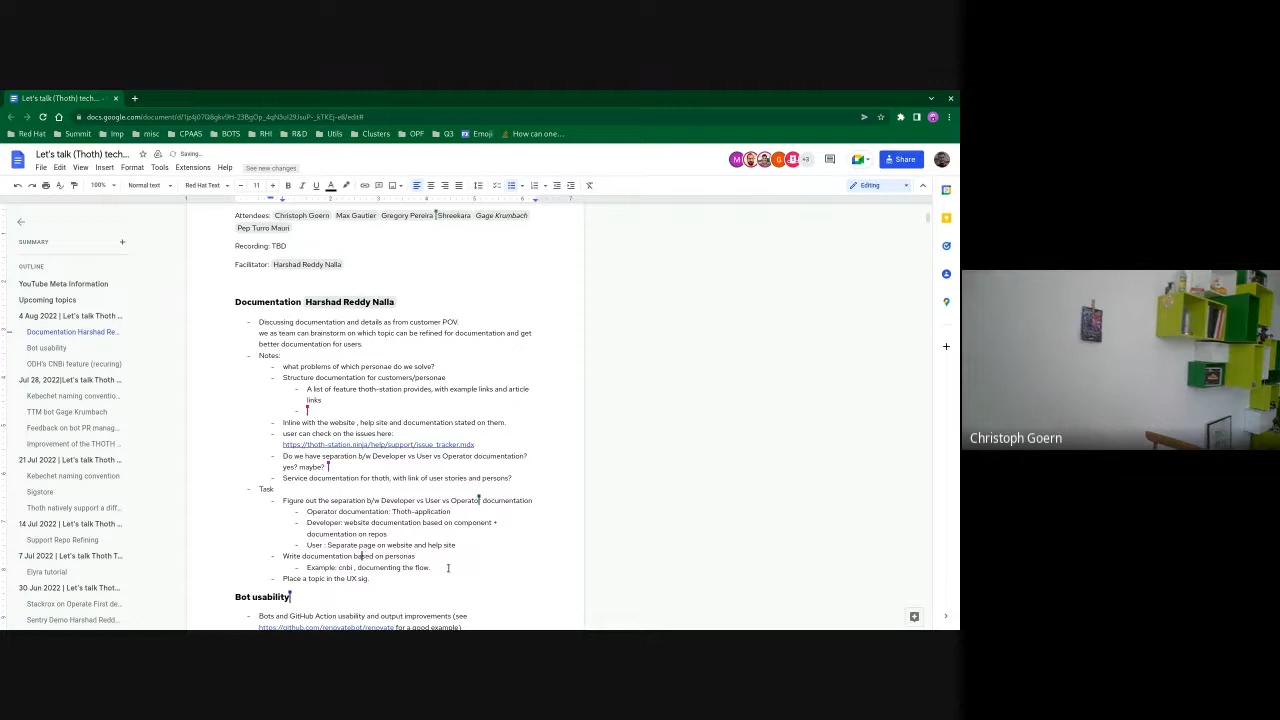 Let's talk (Thoth) tech...
docs.google.com/document/d/
Red Hat Summit Imp misc CPAAS BOTS RHI R&D Utils Clusters OPF Q3 Emoji How can one...
Let's talk (Thoth) tech... Saving...
File Edit View Insert Format Tools Extensions Help See new changes
+3 Share
100% Normal text Red Hat Text 11 Editing
1 2 3 4 5 6 7
SUMMARY
OUTLINE
YouTube Meta Information
Upcoming topics
4 Aug 2022 | Let's talk Thoth ...
Documentation Harshad Re...
Bot usability
ODH's CNBi feature (recuring)
Jul 28, 2022|Let's talk Thoth ...
Kebechet naming conventio...
TTM bot Gage Krumbach
Feedback on bot PR manag...
Improvement of the THOTH ...
21 Jul 2022 | Let's talk Thoth ...
Kebechet naming convention
Sigstore
Thoth natively support a diff...
14 Jul 2022 | Let's talk Thoth ...
Support Repo Refining
7 Jul 2022 | Let's talk Thoth T...
Elyra tutorial
30 Jun 2022 | Let's talk Thoth ...
Stackrox on Operate First de...
Sentry Demo Harshad Redd...
Attendees: Christoph Goern Max Gautier Gregory Pereira Shreekara Gage Krumbach
Pep Turro Mauri
Recording: TBD
Facilitator: Harshad Reddy Nalla
Documentation Harshad Reddy Nalla
- Discussing documentation and details as from customer POV.
we as team can brainstorm on which topic can be refined for documentation and get
better documentation for users.
- Notes:
- what problems of which personae do we solve?
- Structure documentation for customers/personae
- A list of feature thoth-station provides, with example links and article
links
-
- Inline with the website , help site and documentation stated on them.
- user can check on the issues here:
https://thoth-station.ninja/help/support/issue_tracker.mdx
- Do we have separation b/w Developer vs User vs Operator documentation?
yes? maybe?
- Service documentation for thoth, with link of user stories and persons?
- Task
- Figure out the separation b/w Developer vs User vs Operator documentation
- Operator documentation: Thoth-application
- Developer: website documentation based on component +
documentation on repos
- User : Separate page on website and help site
- Write documentation based on personas
- Example: cnbi , documenting the flow.
- Place a topic in the UX sig.
Bot usability
- Bots and GitHub Action usability and output improvements (see
https://github.com/renovatebot/renovate for a good example)
Christoph Goern